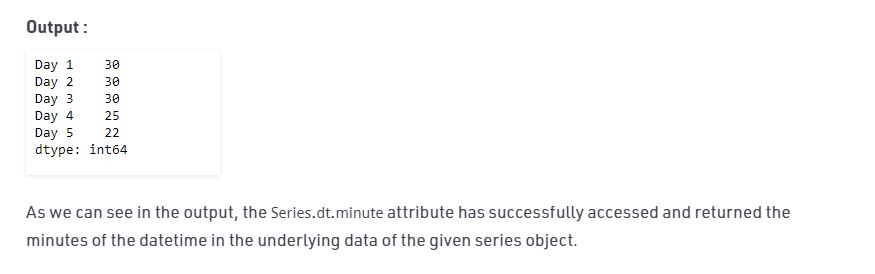 Output :
Day 1    30
Day 2    30
Day 3    30
Day 4    25
Day 5    22
dtype: int64
As we can see in the output, the Series.dt.minute attribute has successfully accessed and returned the
minutes of the datetime in the underlying data of the given series object.